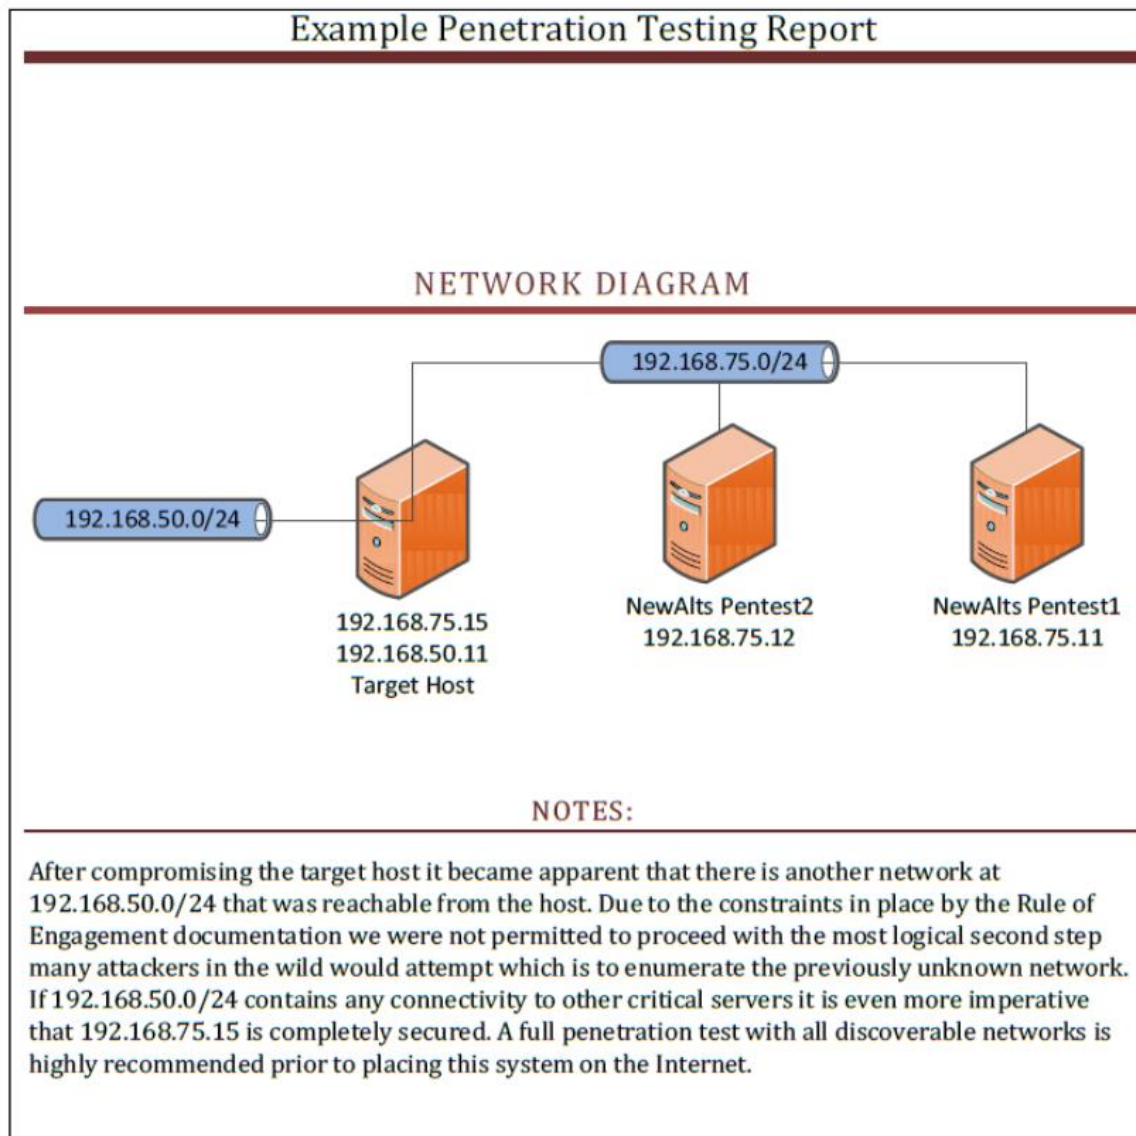 Example Penetration Testing Report
NETWORK DIAGRAM
192.168.75.0/24
192.168.50.0/24
192.168.75.15
192.168.50.11
Target Host
NewAlts Pentest2
192.168.75.12
NewAlts Pentest1
192.168.75.11
NOTES:
After compromising the target host it became apparent that there is another network at
192.168.50.0/24 that was reachable from the host. Due to the constraints in place by the Rule of
Engagement documentation we were not permitted to proceed with the most logical second step
many attackers in the wild would attempt which is to enumerate the previously unknown network.
If 192.168.50.0/24 contains any connectivity to other critical servers it is even more imperative
that 192.168.75.15 is completely secured. A full penetration test with all discoverable networks is
highly recommended prior to placing this system on the Internet.